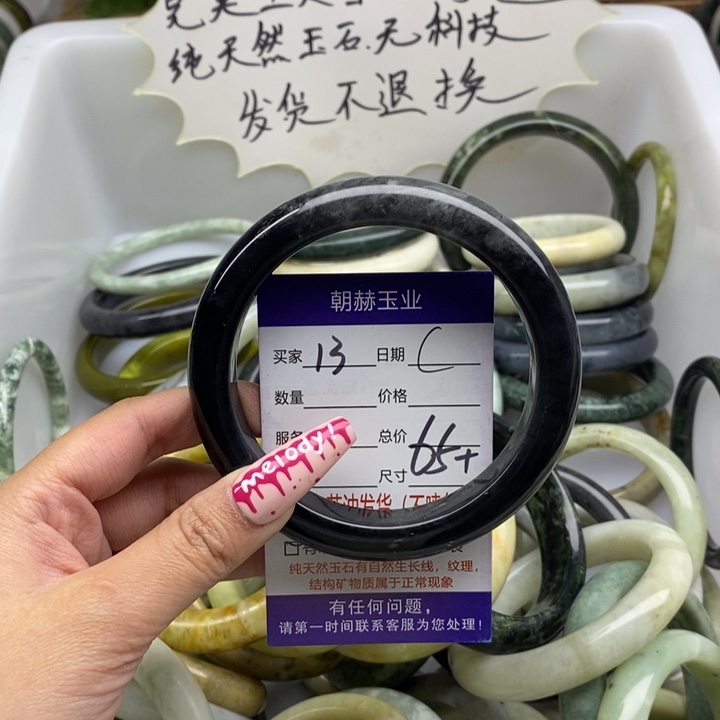 纯天然玉石.无科技
发货不退换
朝赫玉业
买家 13 日期 C
数量 价格
服务 总价 65+
尺寸
-melody!
发货
纯天然玉石有自然生长线，纹理，
结构矿物质属于正常现象
有任何问题，
请第一时间联系客服为您处理！